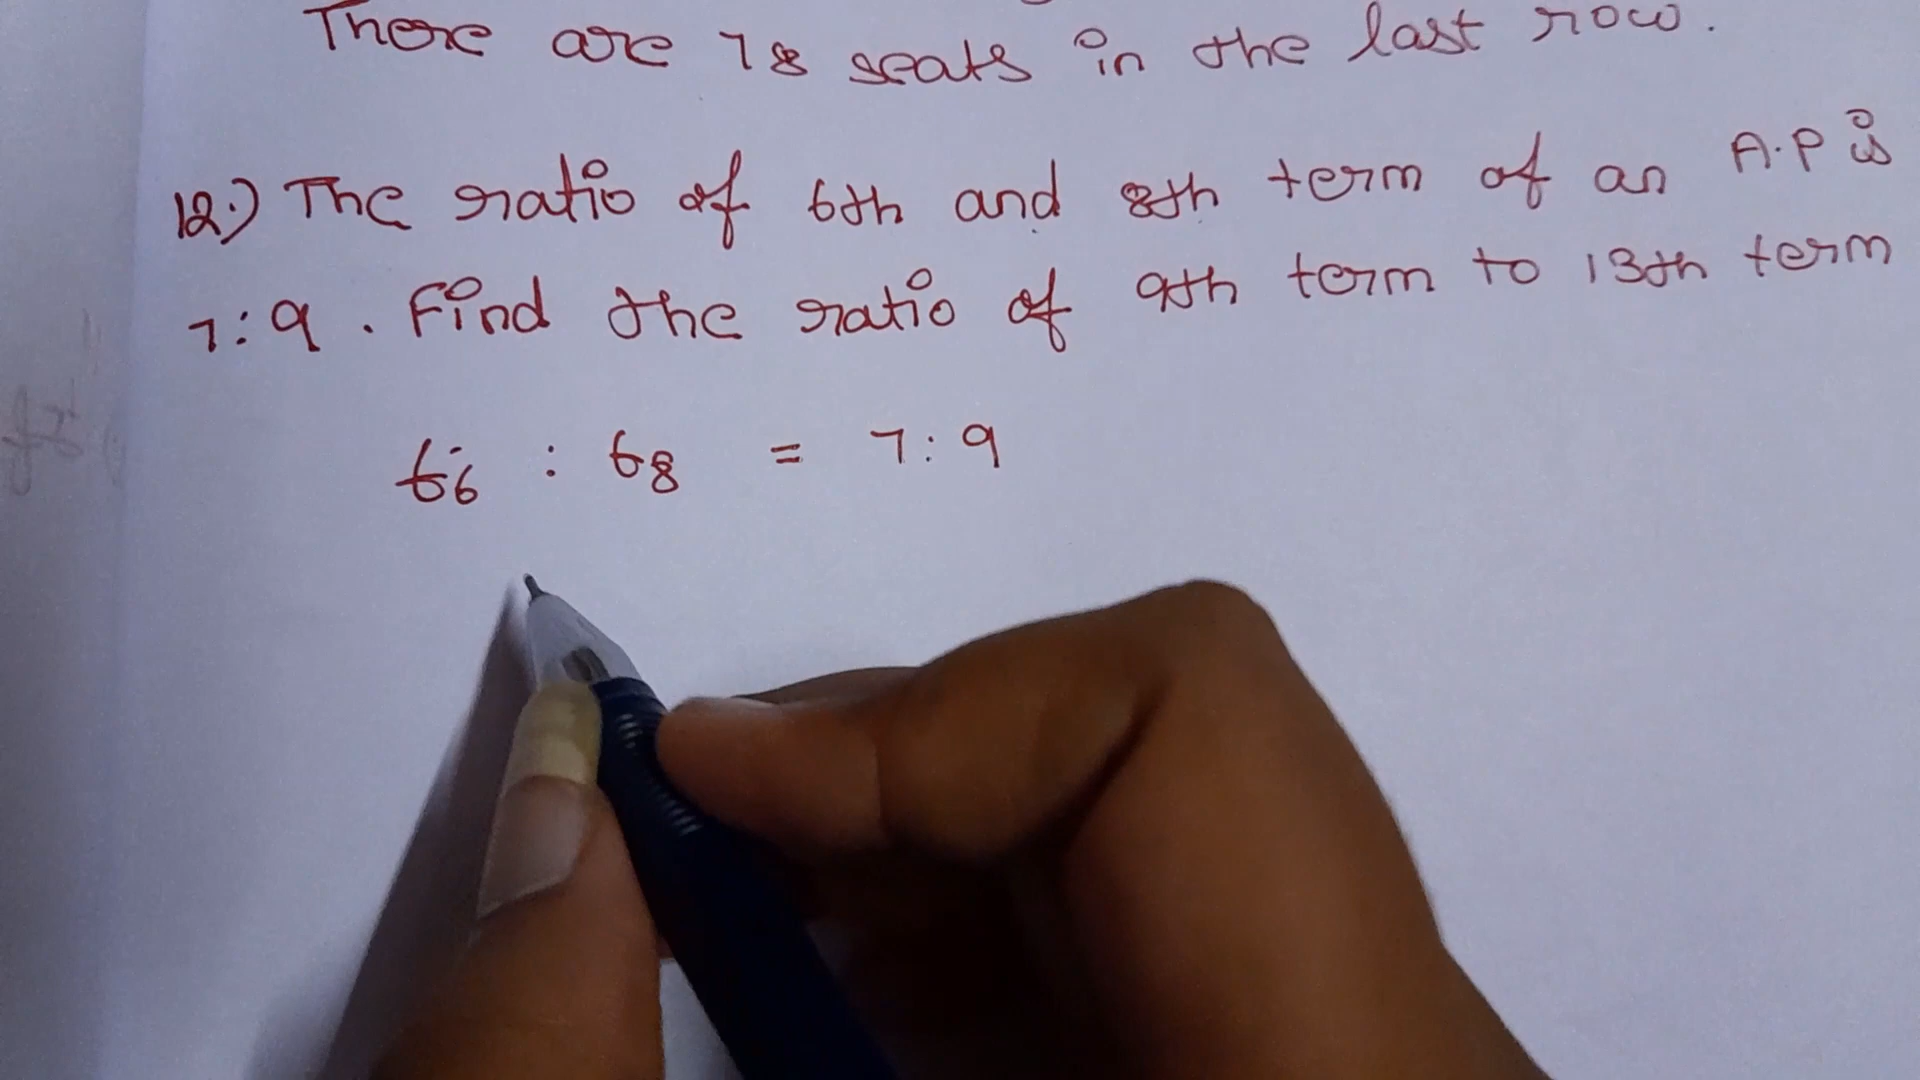 There are 78 seats in the last row.
12.) The ratio of 6th and 8th term of an A.P is
7:9. Find the ratio of 9th term to 13th term
t6 : t8 = 7:9